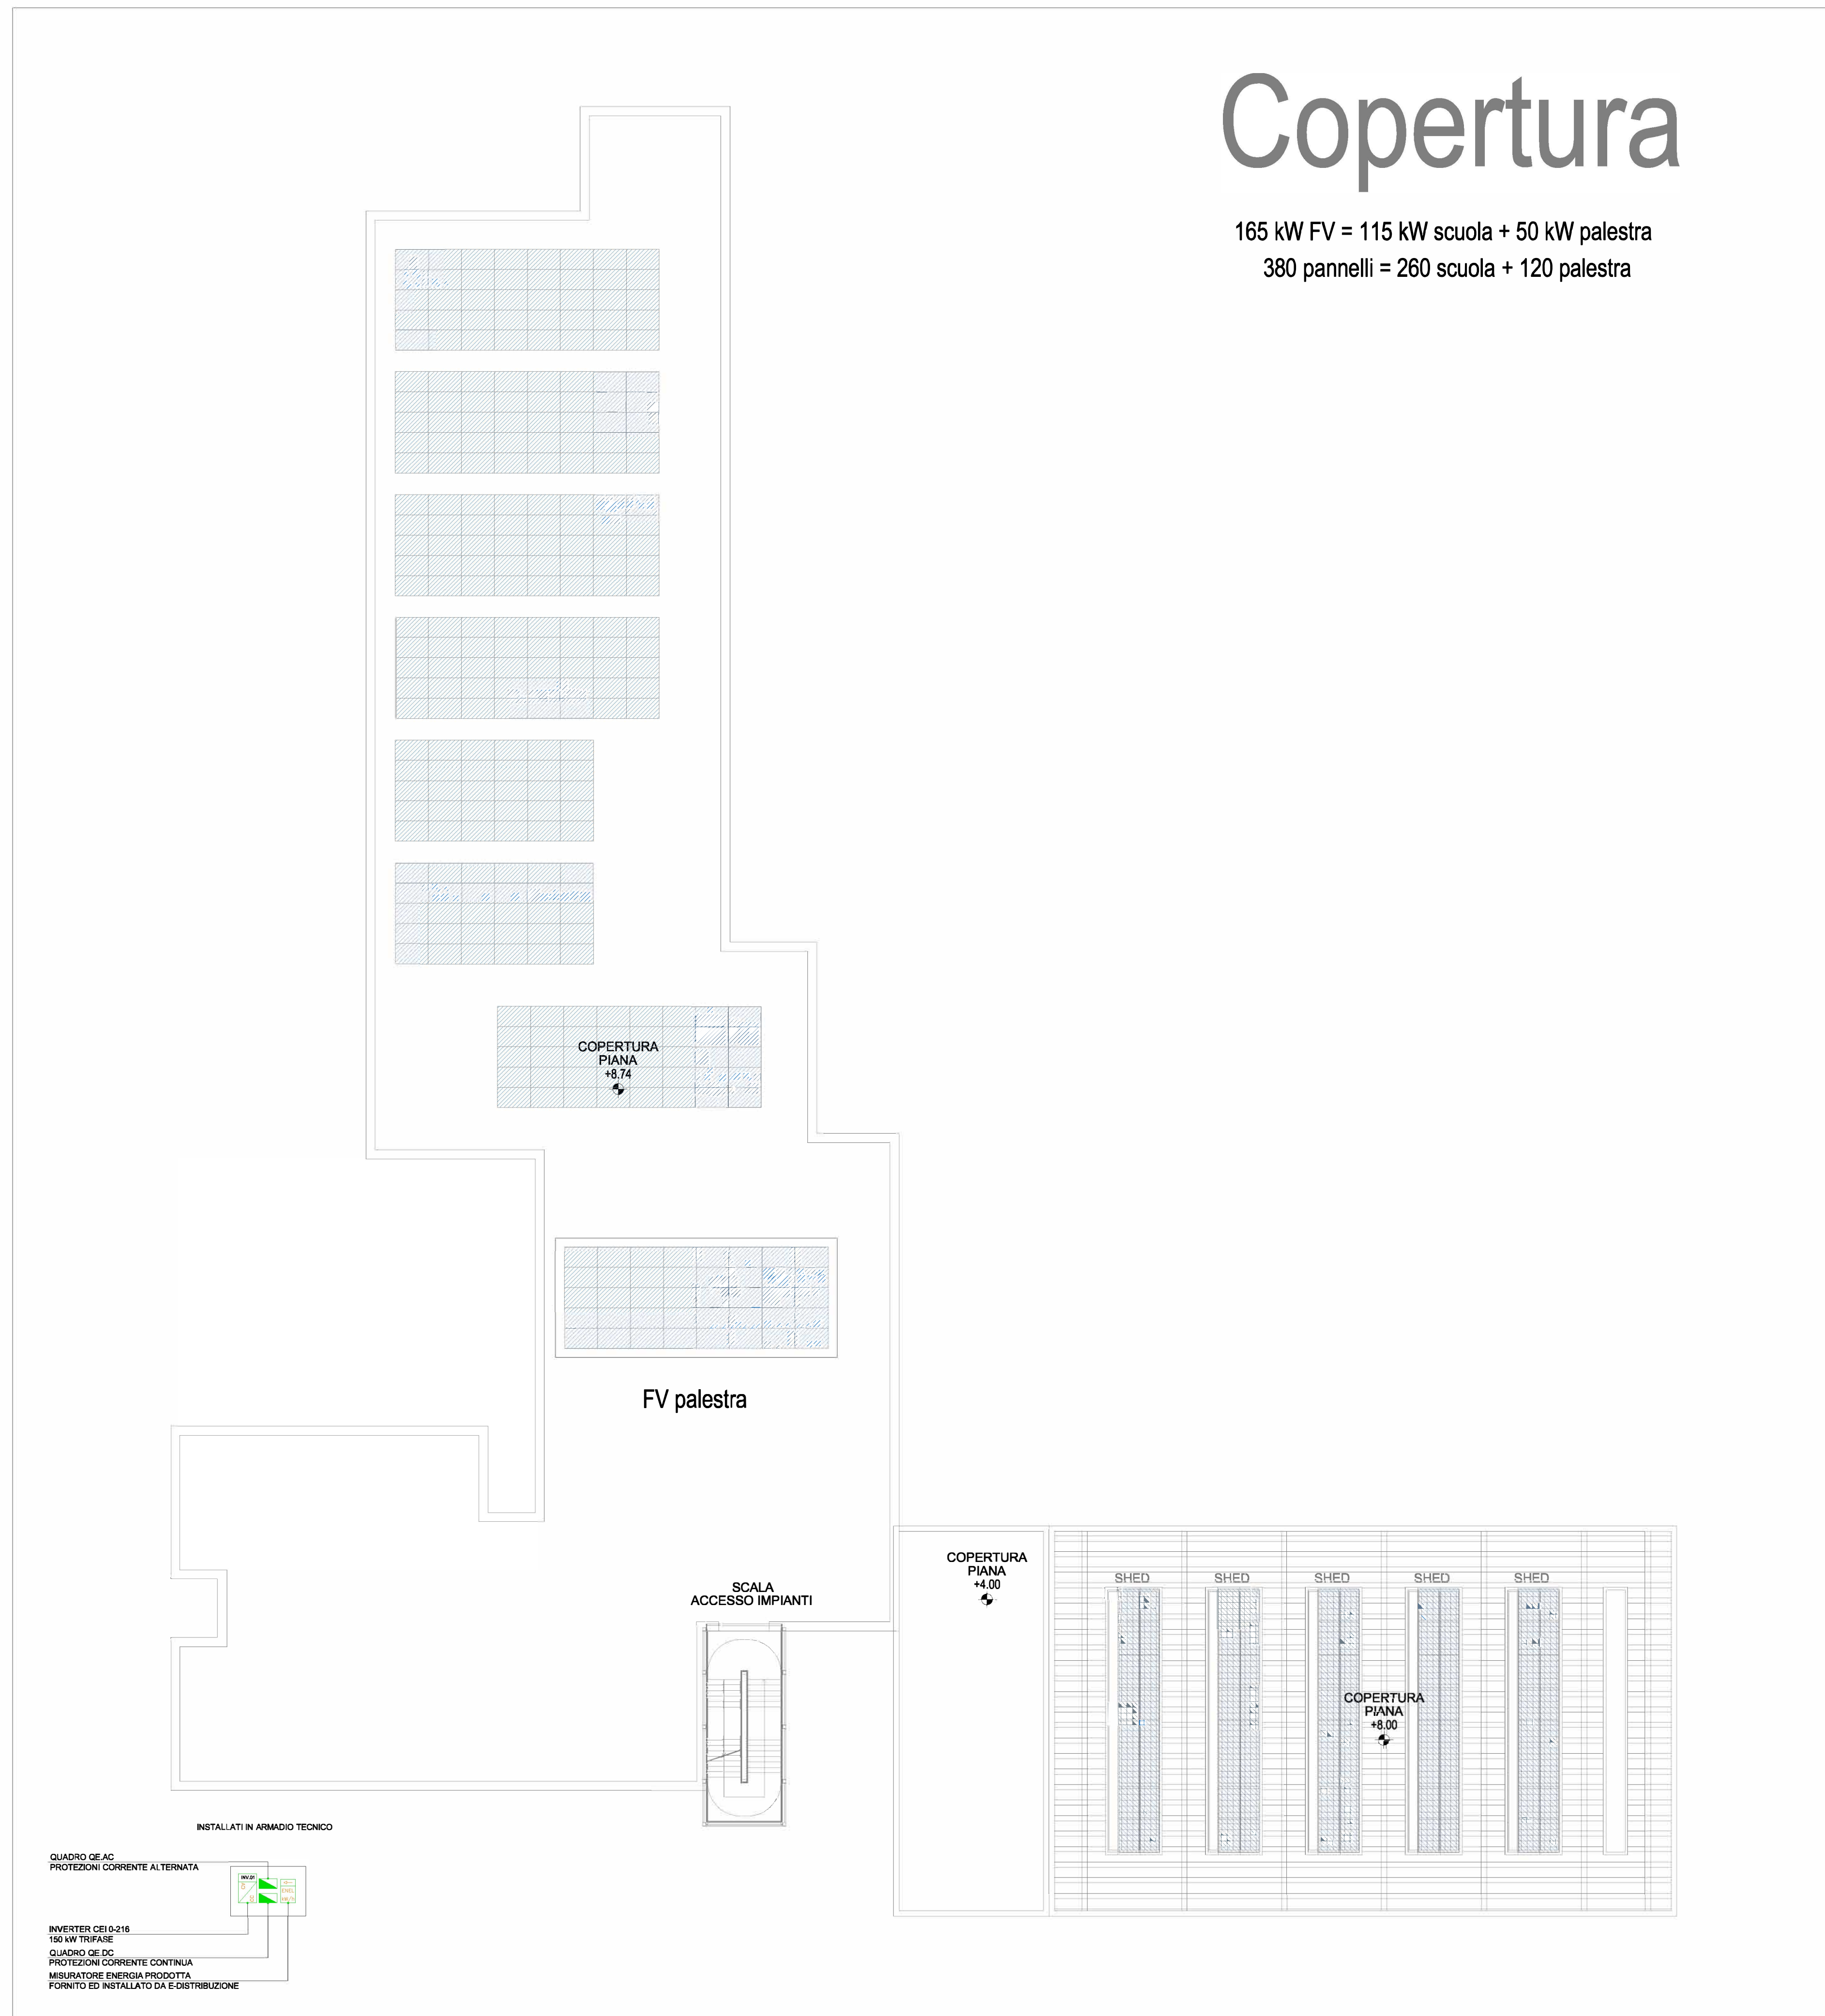 Copertura
165 kW FV = 115 kW scuola + 50 kW palestra
380 pannelli = 260 scuola + 120 palestra
COPERTURA
PIANA
+8.74
FV palestra
SCALA
ACCESSO IMPIANTI
COPERTURA
PIANA
+4.00
SHED
SHED
SHED
SHED
SHED
COPERTURA
PIANA
+8.00
INSTALLATI IN ARMADIO TECNICO
QUADRO QE.AC
PROTEZIONI CORRENTE ALTERNATA
INV.01
ENEL
INVERTER CEI 0-216
150 kW TRIFASE
QUADRO QE.DC
PROTEZIONI CORRENTE CONTINUA
MISURATORE ENERGIA PRODOTTA
FORNITO ED INSTALLATO DA E-DISTRIBUZIONE